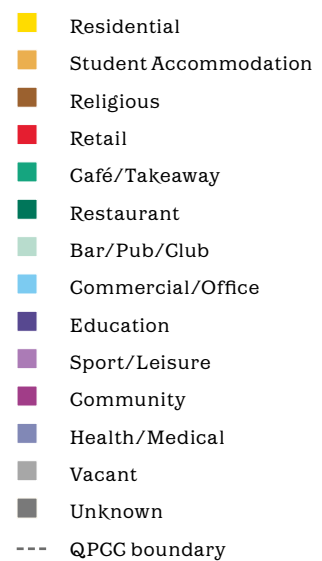 Residential
Student Accommodation
Religious
Retail
Café/Takeaway
Restaurant
Bar/Pub/Club
Commercial/Office
Education
Sport/Leisure
Community
Health/Medical
Vacant
Unknown
QPCC boundary